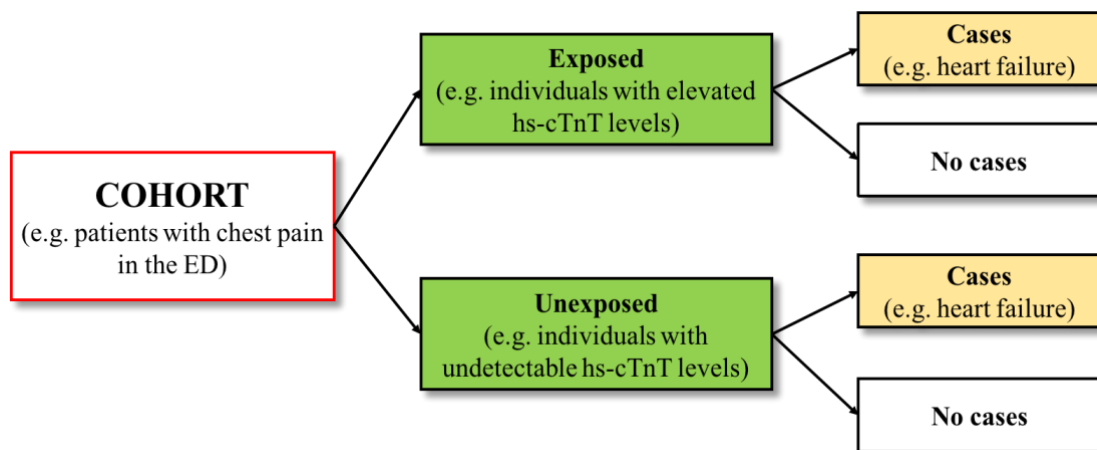 COHORT
(e.g. patients with chest pain
in the ED)
Exposed
(e.g. individuals with elevated
hs-cTnT levels)
Unexposed
(e.g. individuals with
undetectable hs-cTnT levels)
Cases
(e.g. heart failure)
No cases
Cases
(e.g. heart failure)
No cases